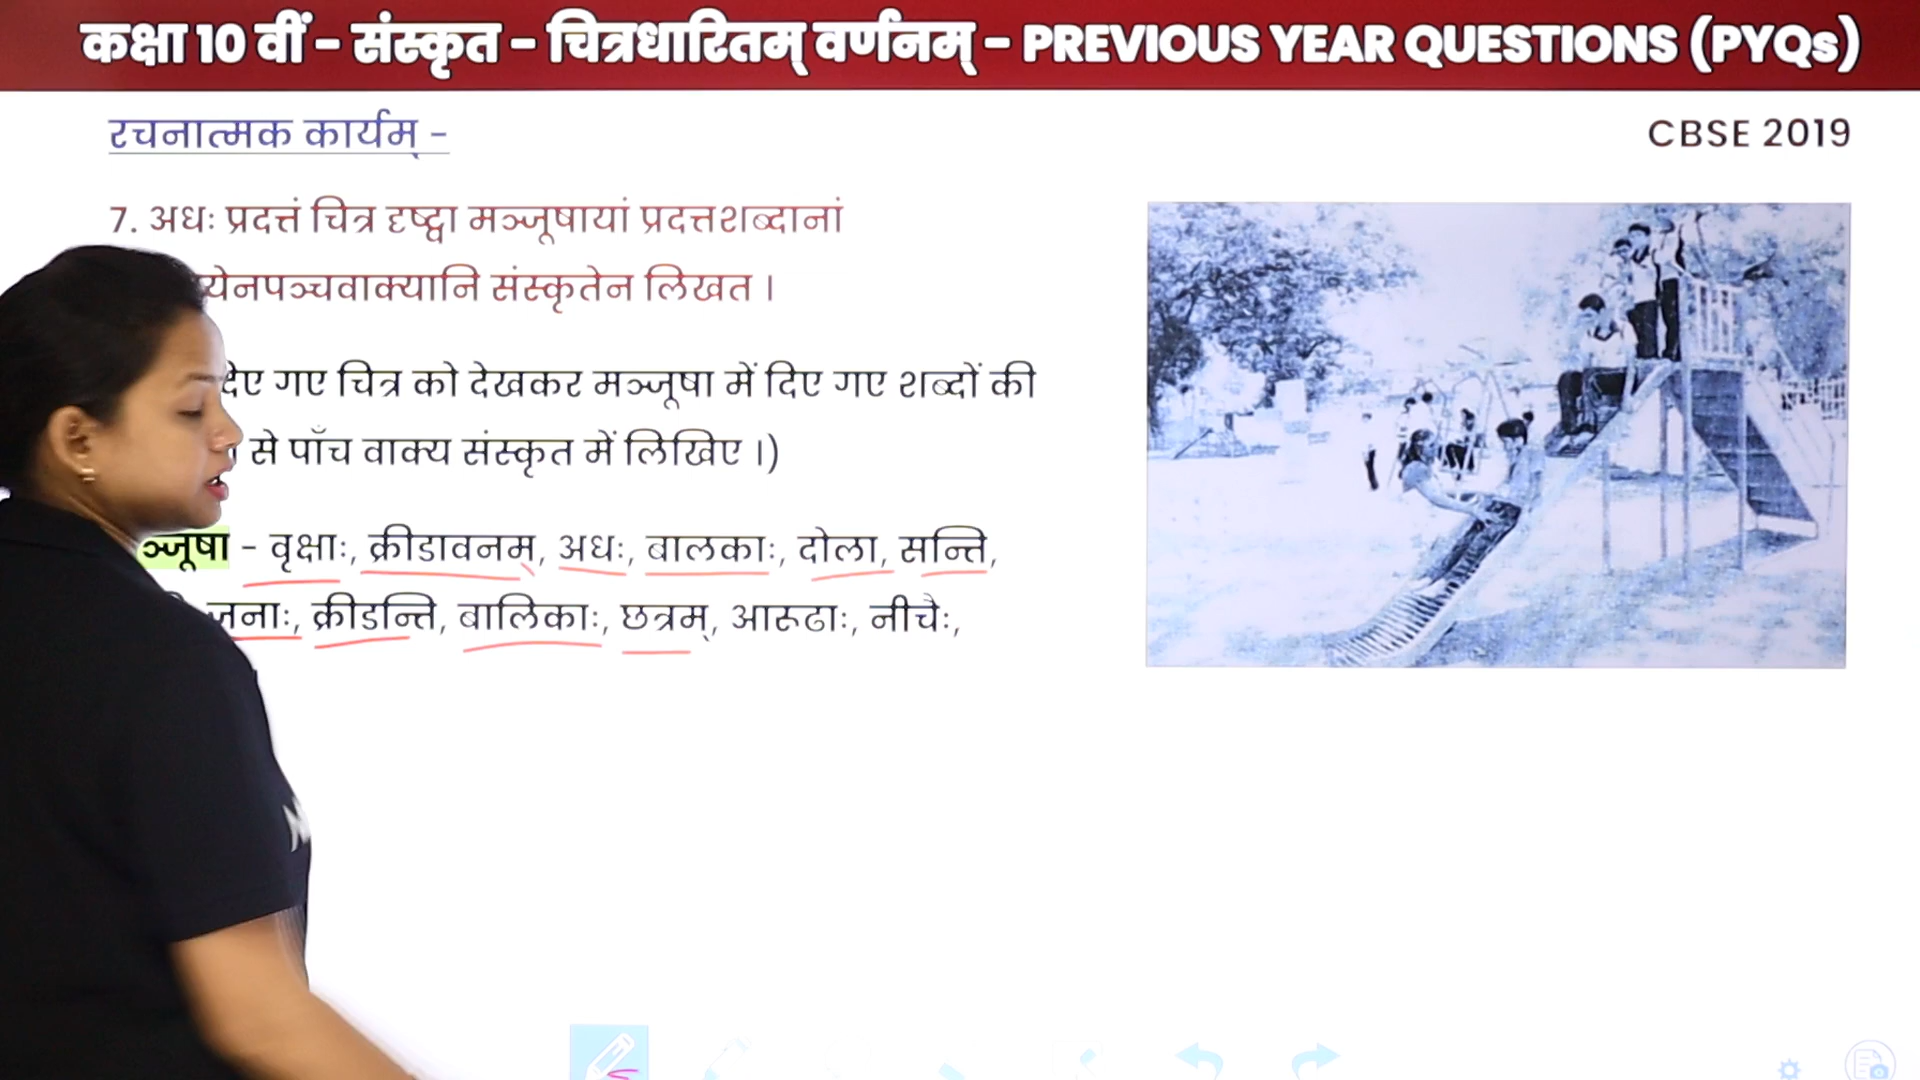 कक्षा 10 वीं - संस्कृत - चित्रधारितम् वर्णनम् - PREVIOUS YEAR QUESTIONS (PYQs)
रचनात्मक कार्यम् -
CBSE 2019
7. अधः प्रदत्तं चित्र दृष्ट्वा मञ्जूषायां प्रदत्तशब्दानां
येनपञ्चवाक्यानि संस्कृतेन लिखत ।
दिए गए चित्र को देखकर मञ्जूषा में दिए गए शब्दों की
से पाँच वाक्य संस्कृत में लिखिए ।)
ञ्जूषा - वृक्षाः, क्रीडावनम्, अधः, बालकाः, दोला, सन्ति,
जनाः, क्रीडन्ति, बालिकाः, छत्रम्, आरूढाः, नीचैः,